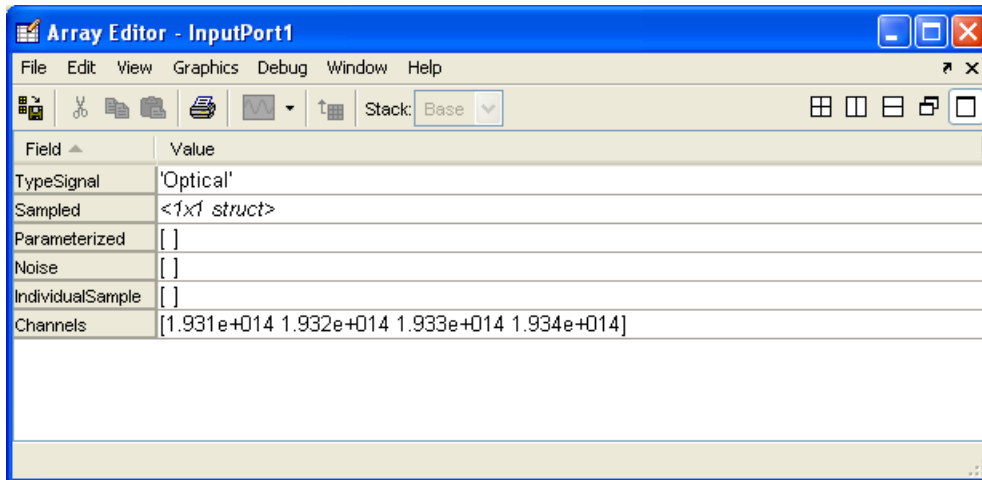 Array Editor - InputPort1
File Edit View Graphics Debug Window Help
Stack: Base
Field Value
TypeSignal 'Optical'
Sampled <1x1 struct>
Parameterized [ ]
Noise [ ]
IndividualSample [ ]
Channels [1.931e+014 1.932e+014 1.933e+014 1.934e+014]